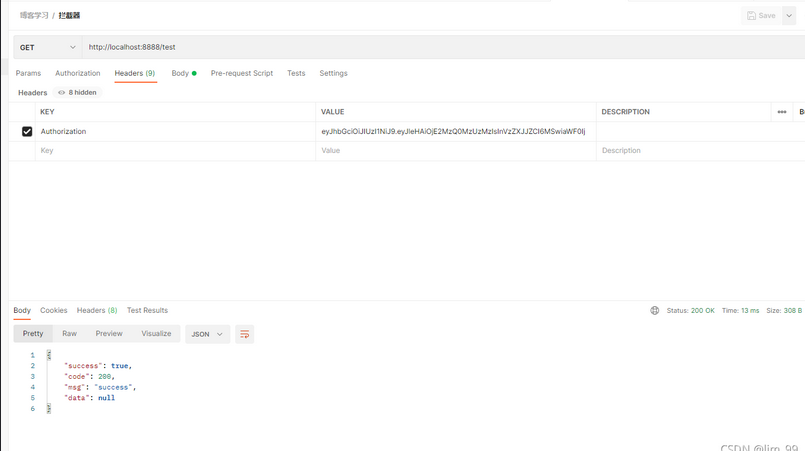 博客学习 / 拦截器
Save
GET http://localhost:8888/test
Params Authorization Headers (9) Body Pre-request Script Tests Settings
Headers 8 hidden
KEY VALUE DESCRIPTION
Authorization
Key Value Description
Body Cookies Headers (8) Test Results Status: 200 OK Time: 13 ms Size: 308 B
Pretty Raw Preview Visualize JSON
1 {
2 "success": true,
3 "code": 200,
4 "msg": "success",
5 "data": null
6 }
CSDN @lim_99